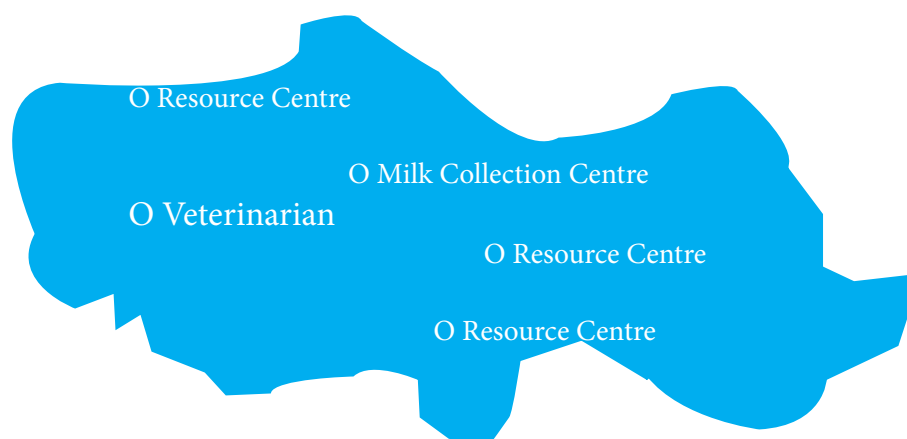 O Resource Centre
O Milk Collection Centre
O Veterinarian
O Resource Centre
O Resource Centre